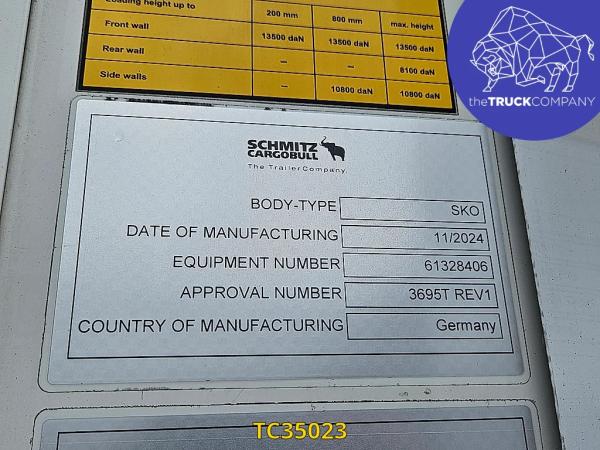 Loading height up to 200 mm 800 mm max. height
Front wall 13500 daN 13500 daN 13500 daN
Rear wall – – 8100 daN
Side walls – 10800 daN 10800 daN
theTRUCKCOMPANY
SCHMITZ
CARGOBULL
The Trailer Company.
BODY-TYPE SKO
DATE OF MANUFACTURING 11/2024
EQUIPMENT NUMBER 61328406
APPROVAL NUMBER 3695T REV1
COUNTRY OF MANUFACTURING Germany
TC35023